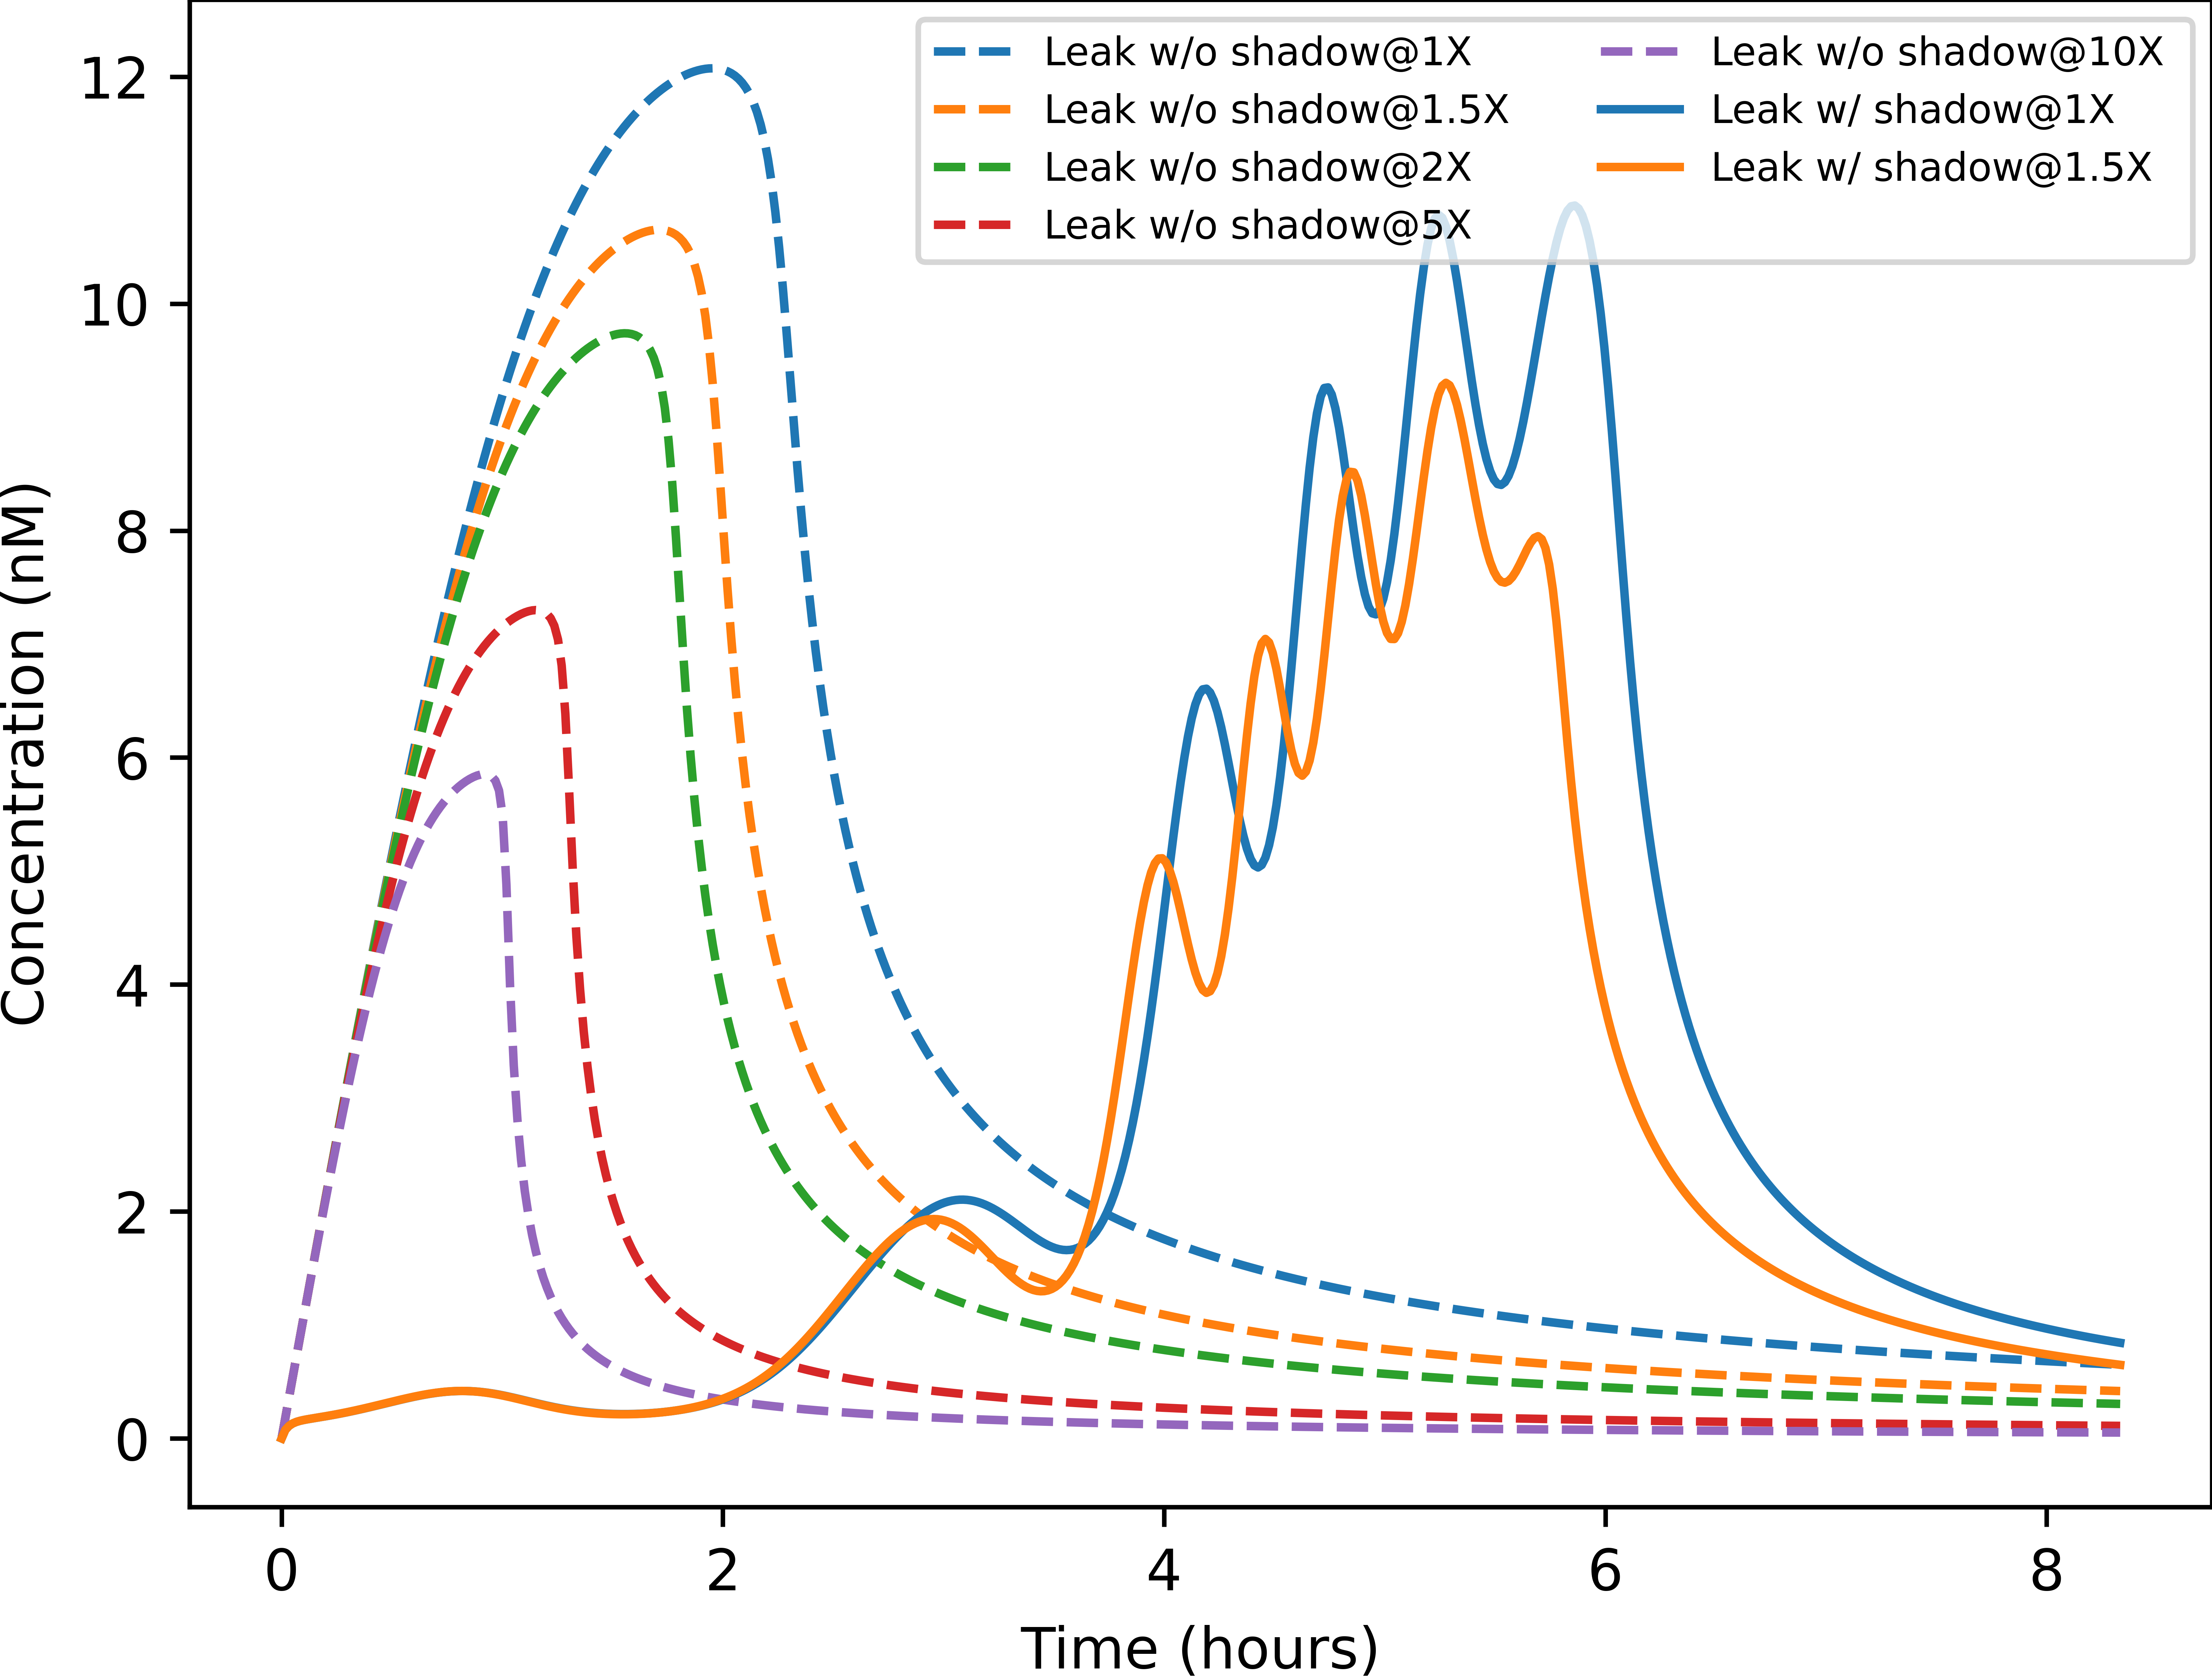 Leak w/o shadow@1X
Leak w/o shadow@1.5X
Leak w/o shadow@2X
Leak w/o shadow@5X
Leak w/o shadow@10X
Leak w/ shadow@1X
Leak w/ shadow@1.5X
Concentration (nM)
12
10
8
6
4
2
0
0 2 4 6 8
Time (hours)